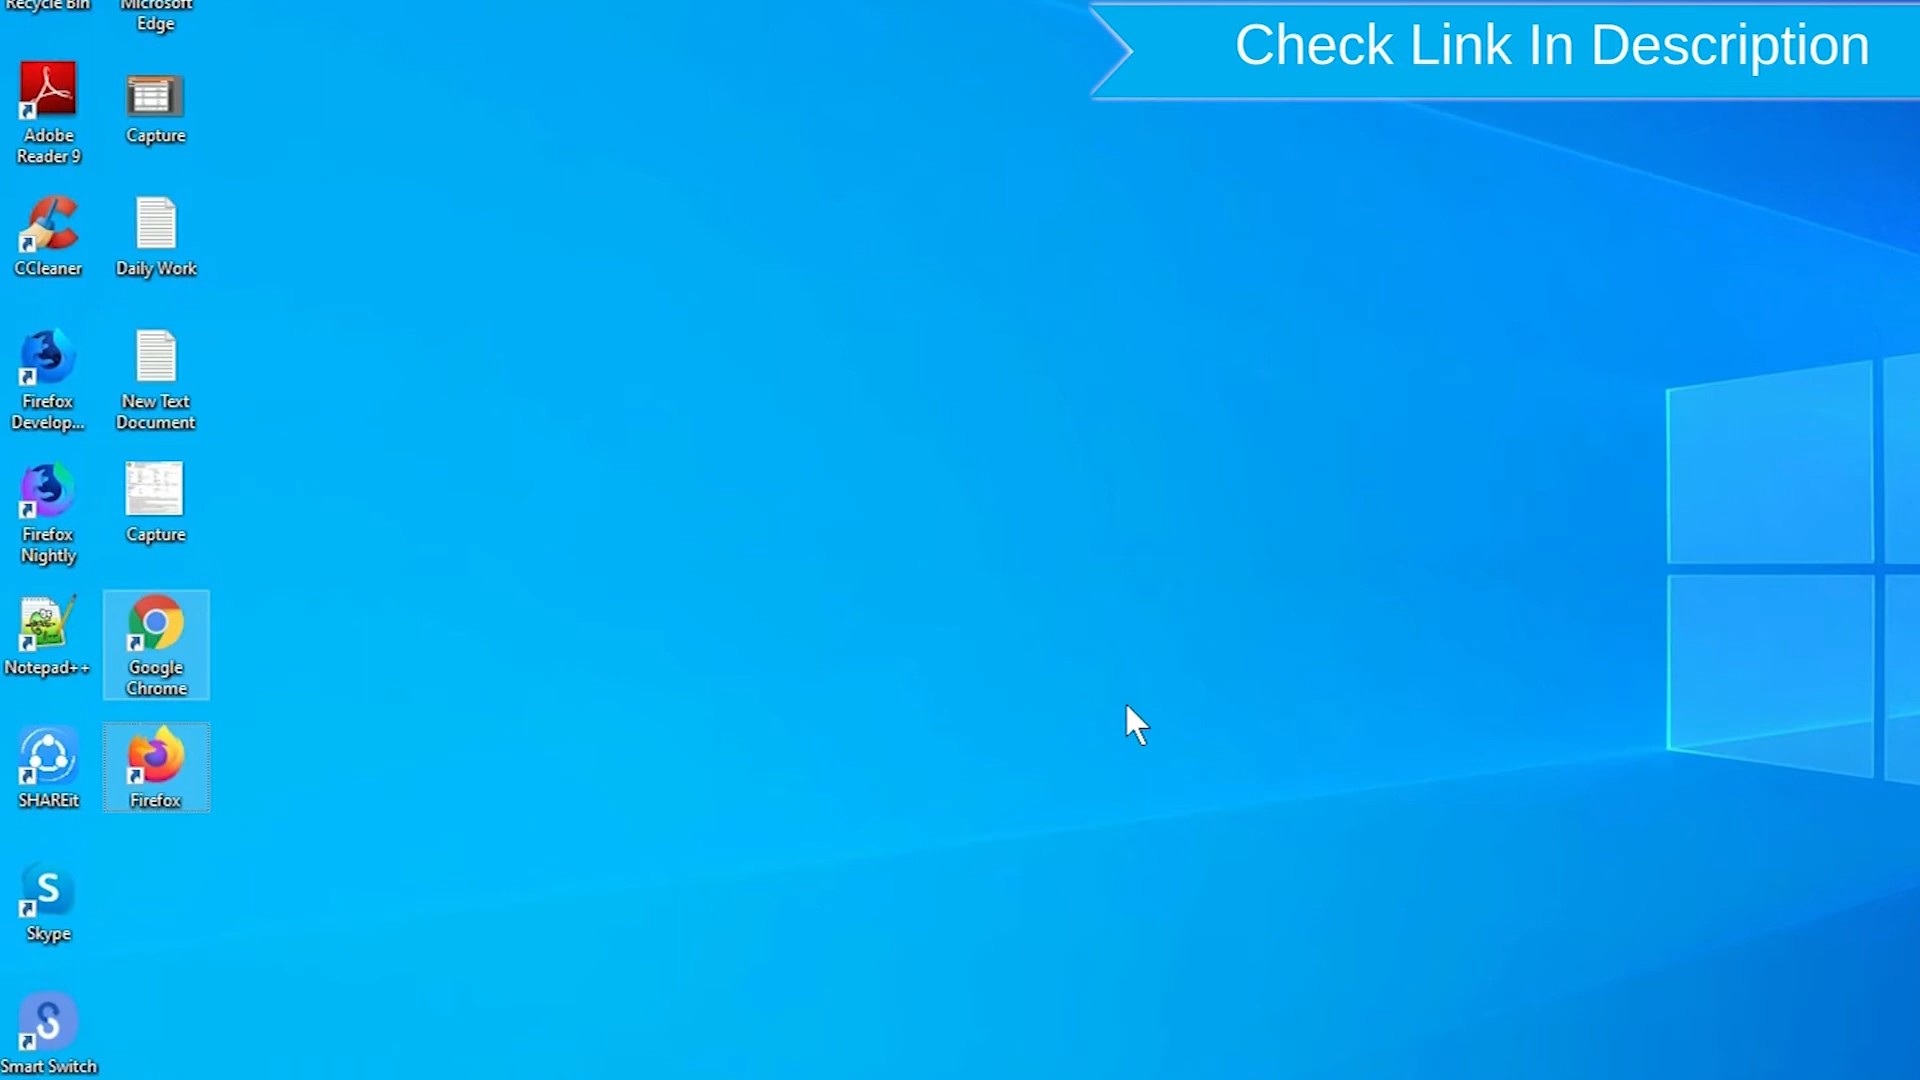 Recycle Bin
Microsoft
Edge
Check Link In Description
Adobe
Reader 9
Capture
CCleaner
Daily Work
Firefox
Develop...
New Text
Document
Firefox
Nightly
Capture
Notepad++
Google
Chrome
SHAREit
Firefox
Skype
Smart Switch